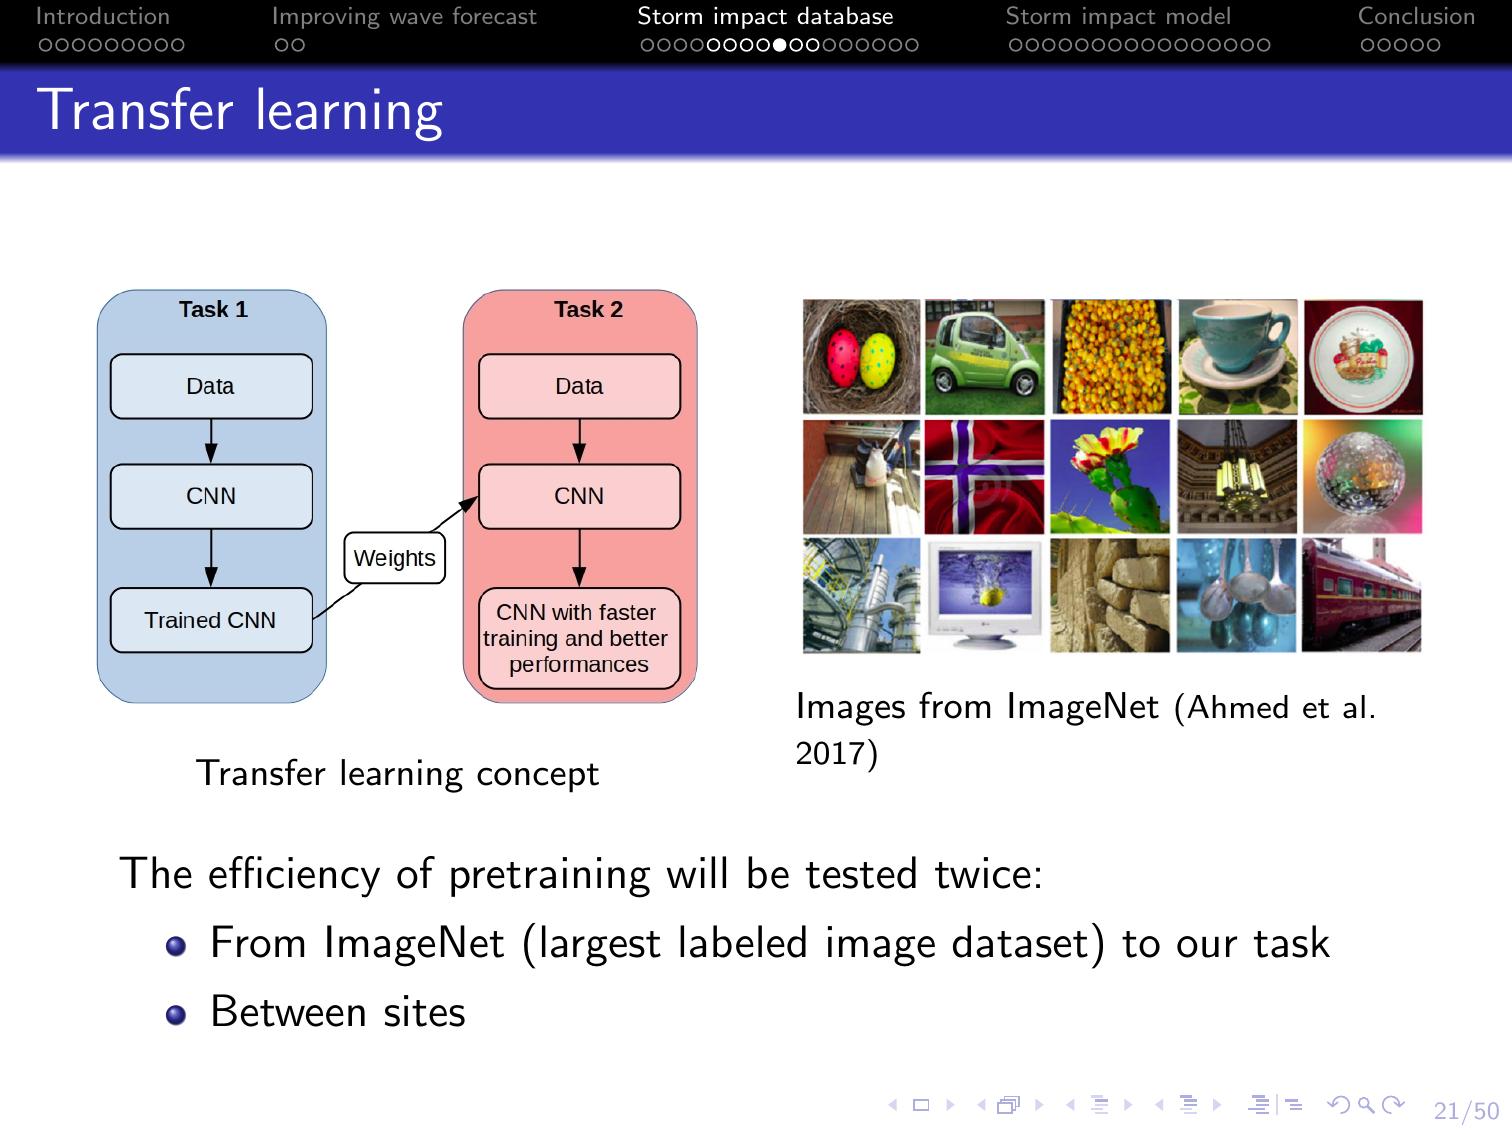 Introduction
Improving wave forecast
Storm impact database
Storm impact model
Conclusion
Transfer learning
Task 1
Data
CNN
Trained CNN
Weights
Task 2
Data
CNN
CNN with faster
training and better
performances
Transfer learning concept
Images from ImageNet (Ahmed et al.
2017)
The efficiency of pretraining will be tested twice:
From ImageNet (largest labeled image dataset) to our task
Between sites
21/50